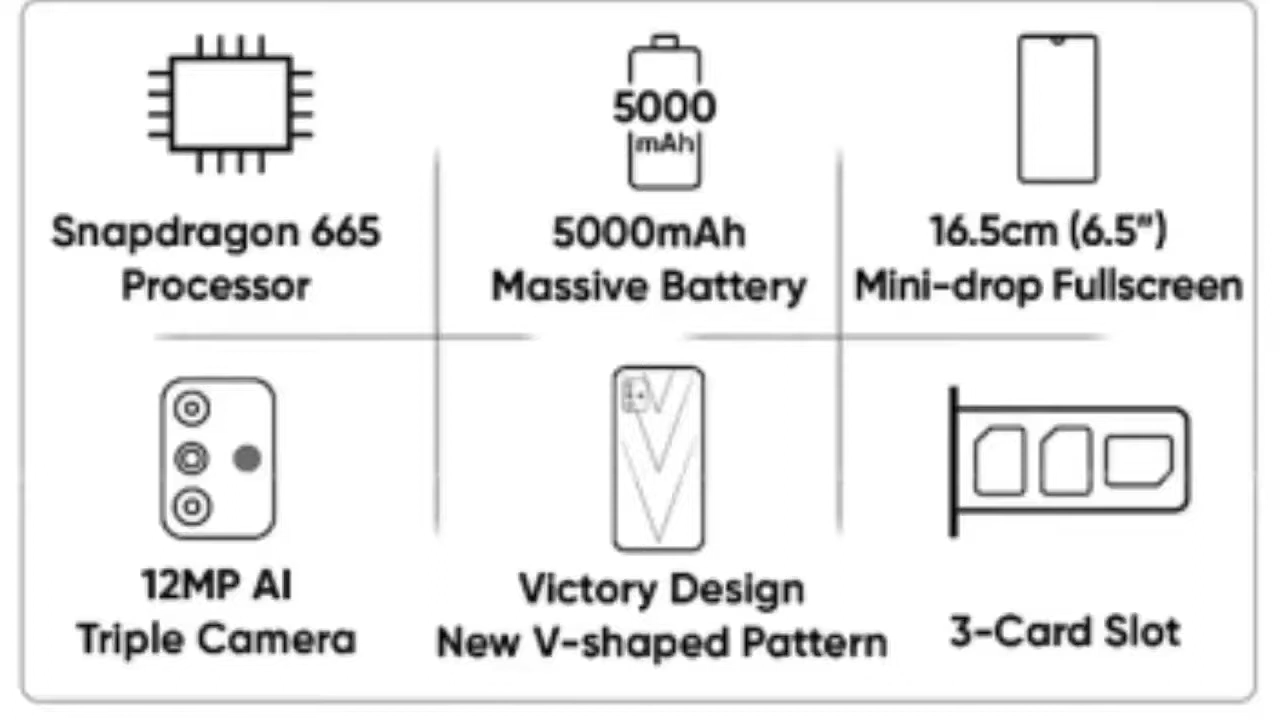 5000
mAh
Snapdragon 665
Processor
5000mAh
Massive Battery
16.5cm (6.5")
Mini-drop Fullscreen
12MP AI
Triple Camera
Victory Design
New V-shaped Pattern
3-Card Slot